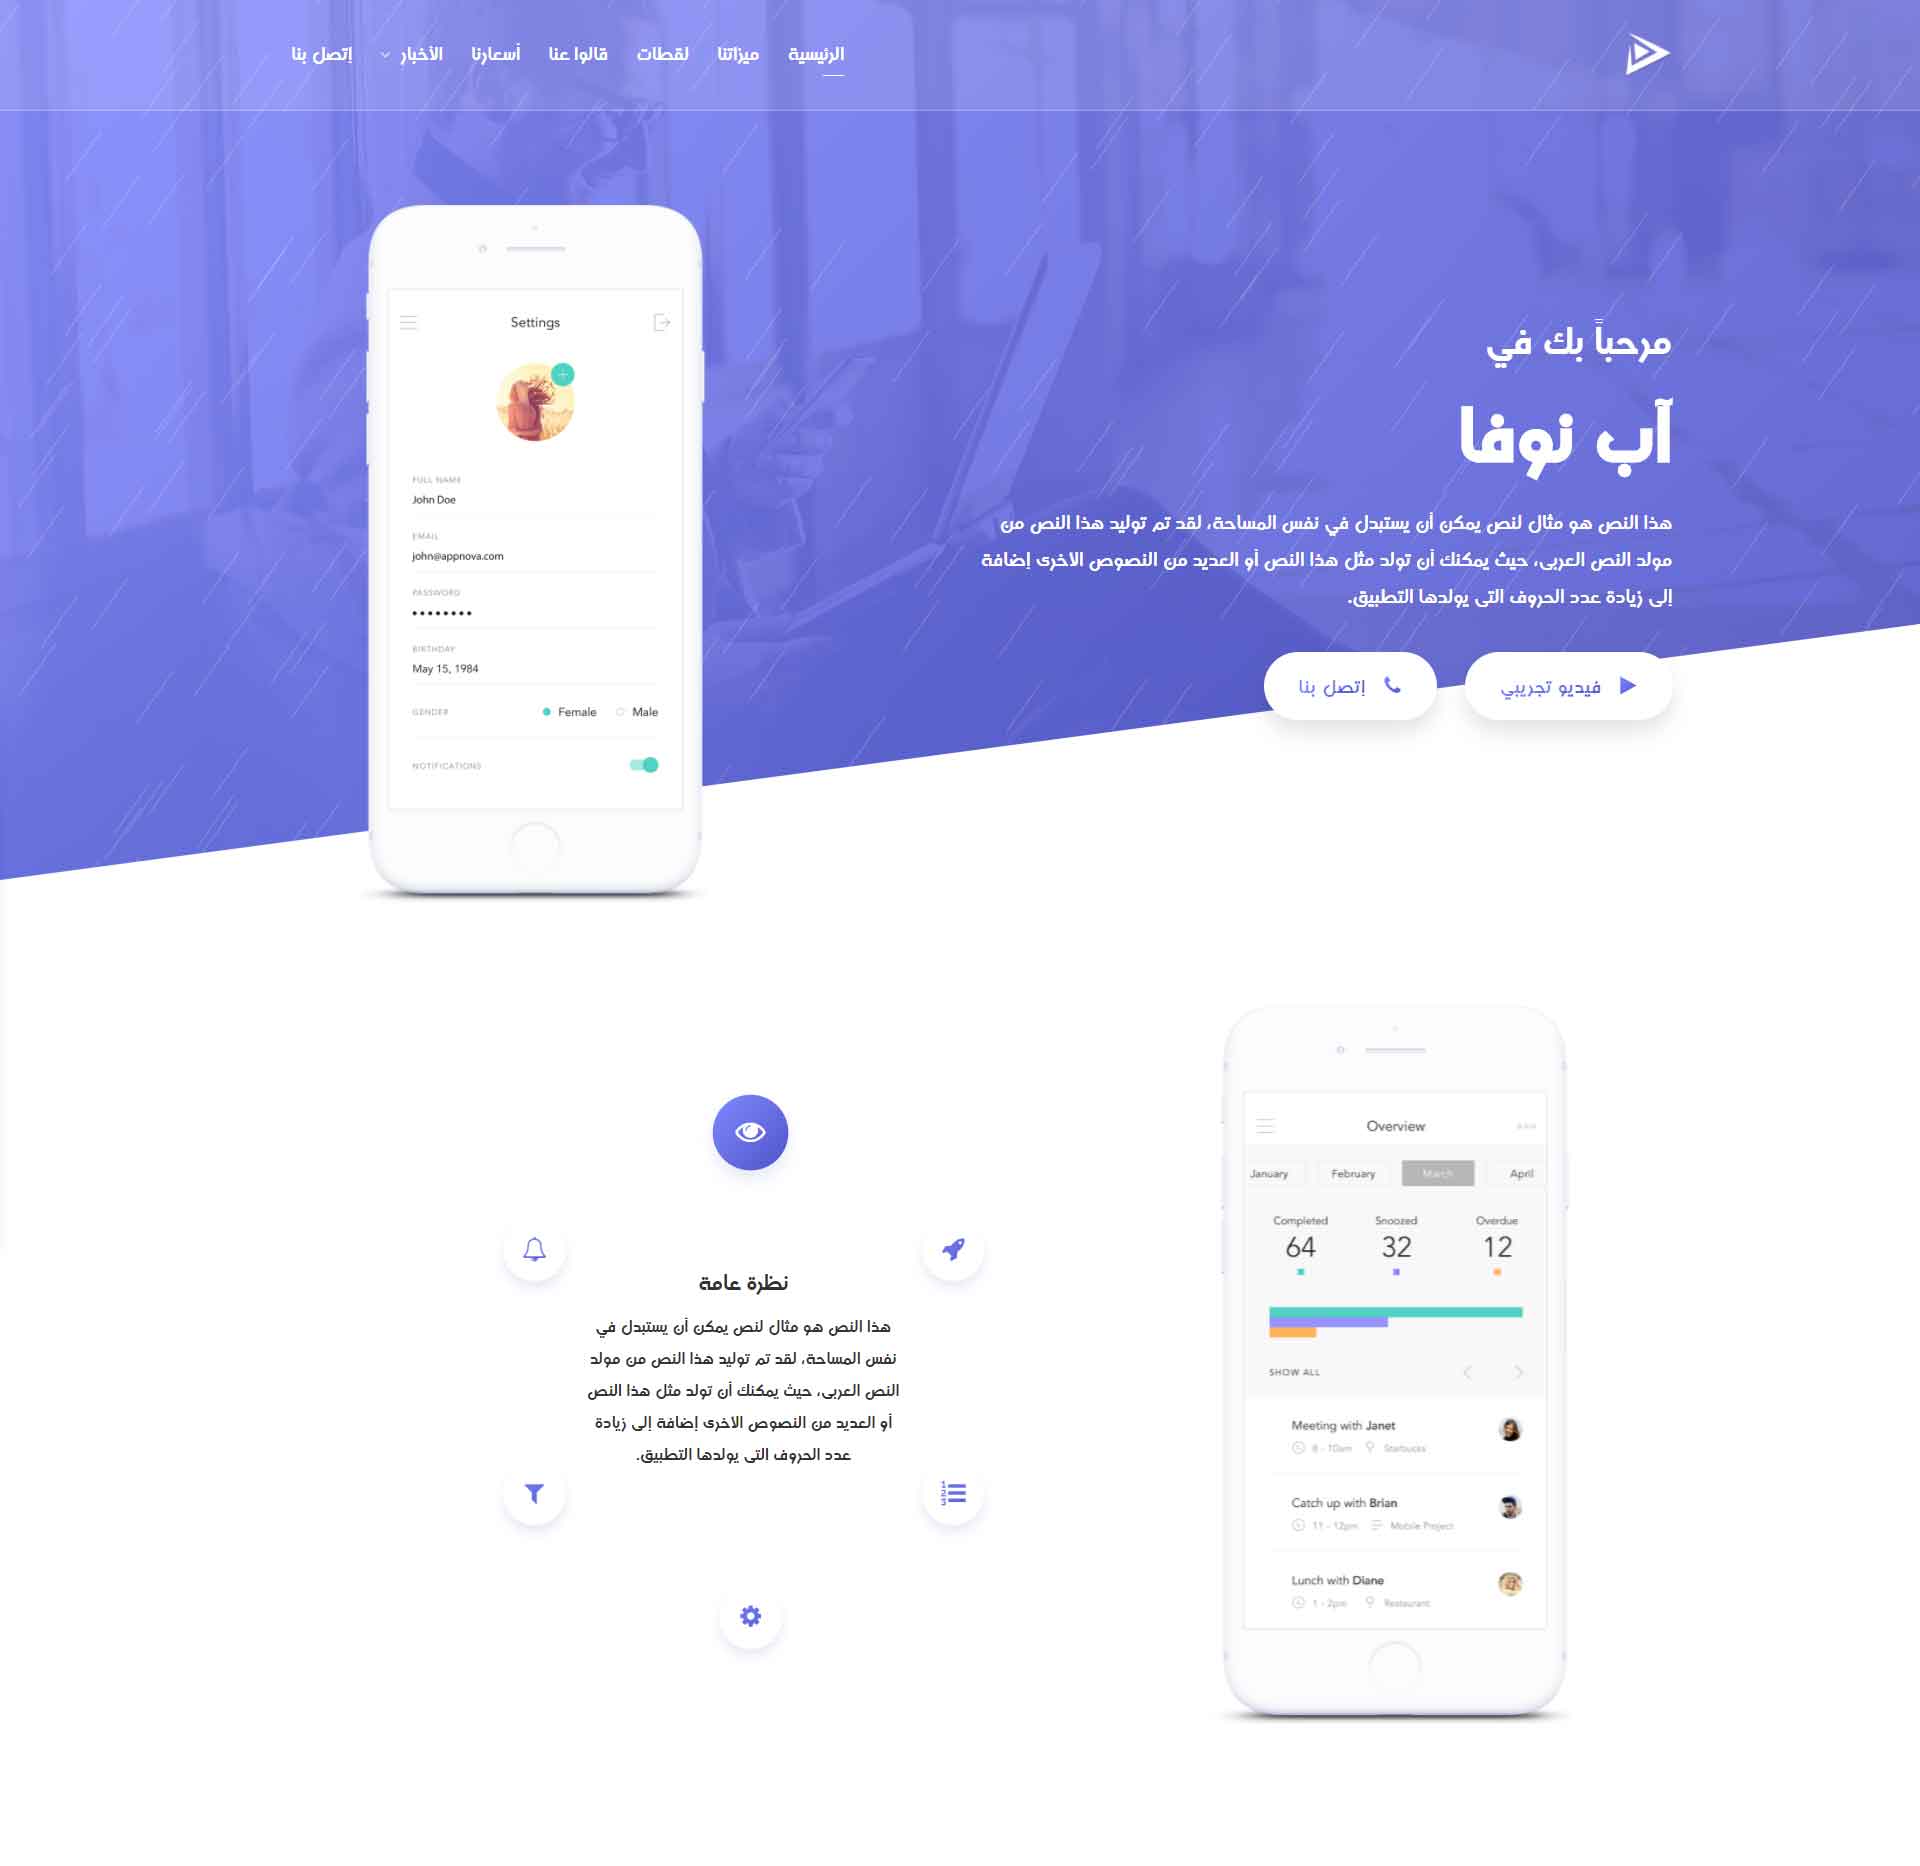 الرئيسية
ميزاتنا
لقطات
قالوا عنا
أسعارنا
الأخبار
إتصل بنا
مرحباً بك في
آب نوفا
هذا النص هو مثال لنص يمكن أن يستبدل في نفس المساحة، لقد تم توليد هذا النص من
مولد النص العربى، حيث يمكنك أن تولد مثل هذا النص أو العديد من النصوص الاخرى إضافة
إلى زيادة عدد الحروف التى يولدها التطبيق.
فيديو تجريبي
إتصل بنا
Settings
FULL NAME
John Doe
EMAIL
john@appnova.com
PASSWORD
BIRTHDAY
May 15, 1984
GENDER
Female
Male
NOTIFICATIONS
Overview
January
February
March
April
Completed
Snoozed
Overdue
64
32
12
SHOW ALL
Meeting with Janet
8 - 10am
Starbucks
Catch up with Brian
11 - 12pm
Mobile Project
Lunch with Diane
1 - 2pm
Restaurant
نظرة عامة
هذا النص هو مثال لنص يمكن أن يستبدل في
نفس المساحة، لقد تم توليد هذا النص من مولد
النص العربى، حيث يمكنك أن تولد مثل هذا النص
أو العديد من النصوص الاخرى إضافة إلى زيادة
عدد الحروف التى يولدها التطبيق.